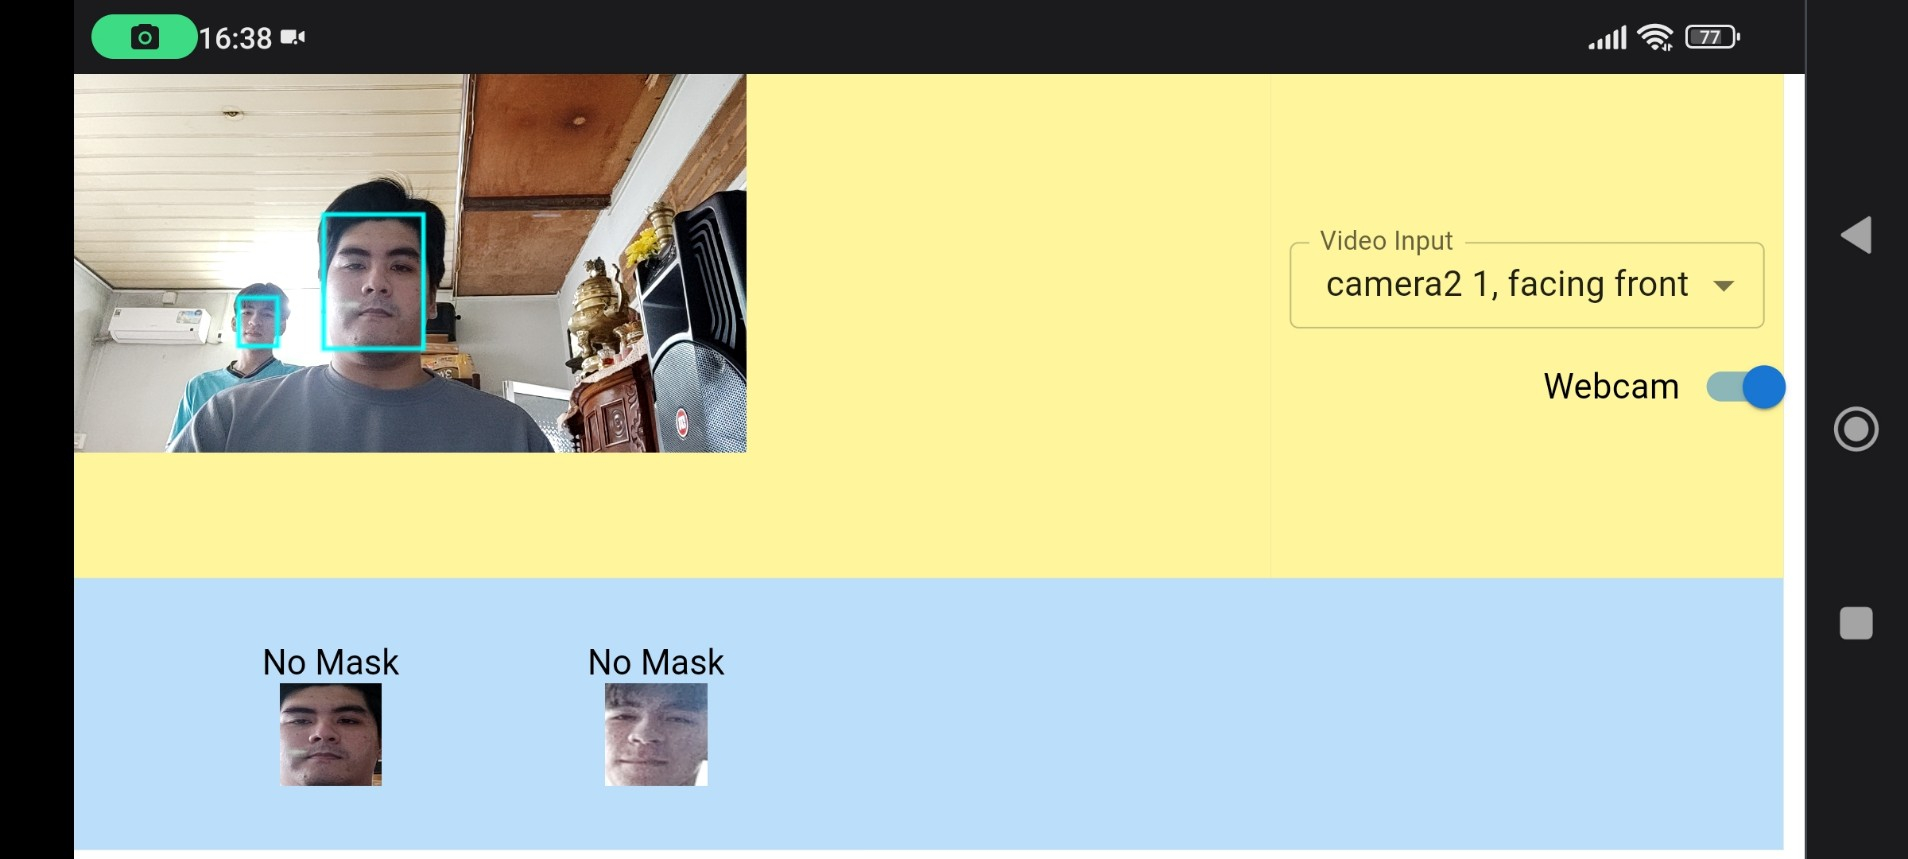 16:38
77
Video Input
camera2 1, facing front
Webcam
No Mask
No Mask